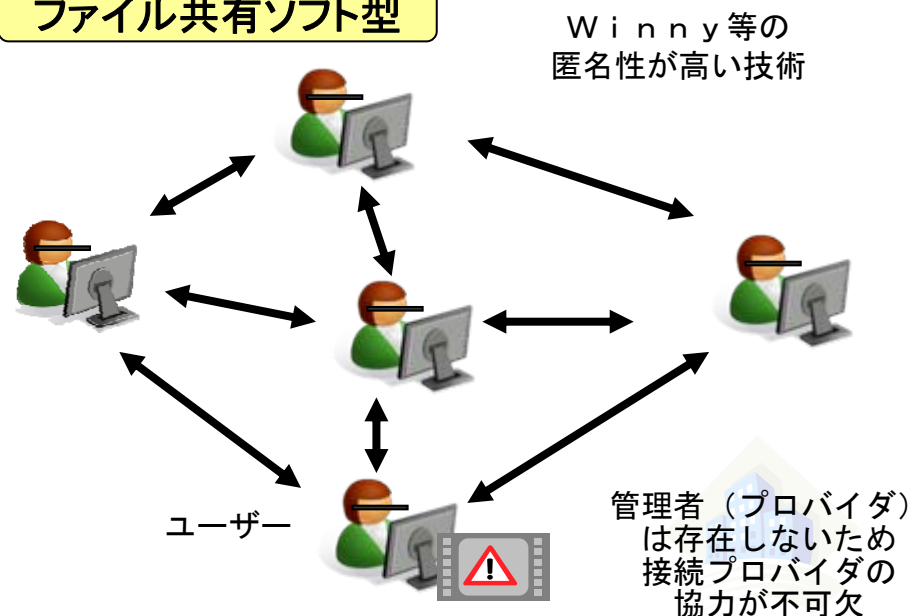 ファイル共有ソフト型
Ｗｉｎｎｙ等の
匿名性が高い技術
ユーザー
管理者（プロバイダ）
は存在しないため
接続プロバイダの
協力が不可欠